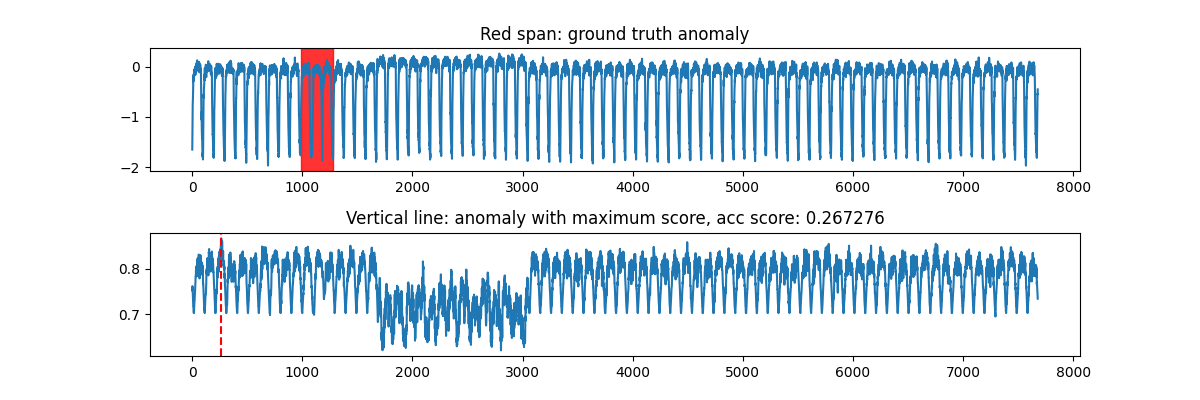 Red span: ground truth anomaly
0
−1
−2
0 1000 2000 3000 4000 5000 6000 7000 8000
Vertical line: anomaly with maximum score, acc score: 0.267276
0.8
0.7
0 1000 2000 3000 4000 5000 6000 7000 8000